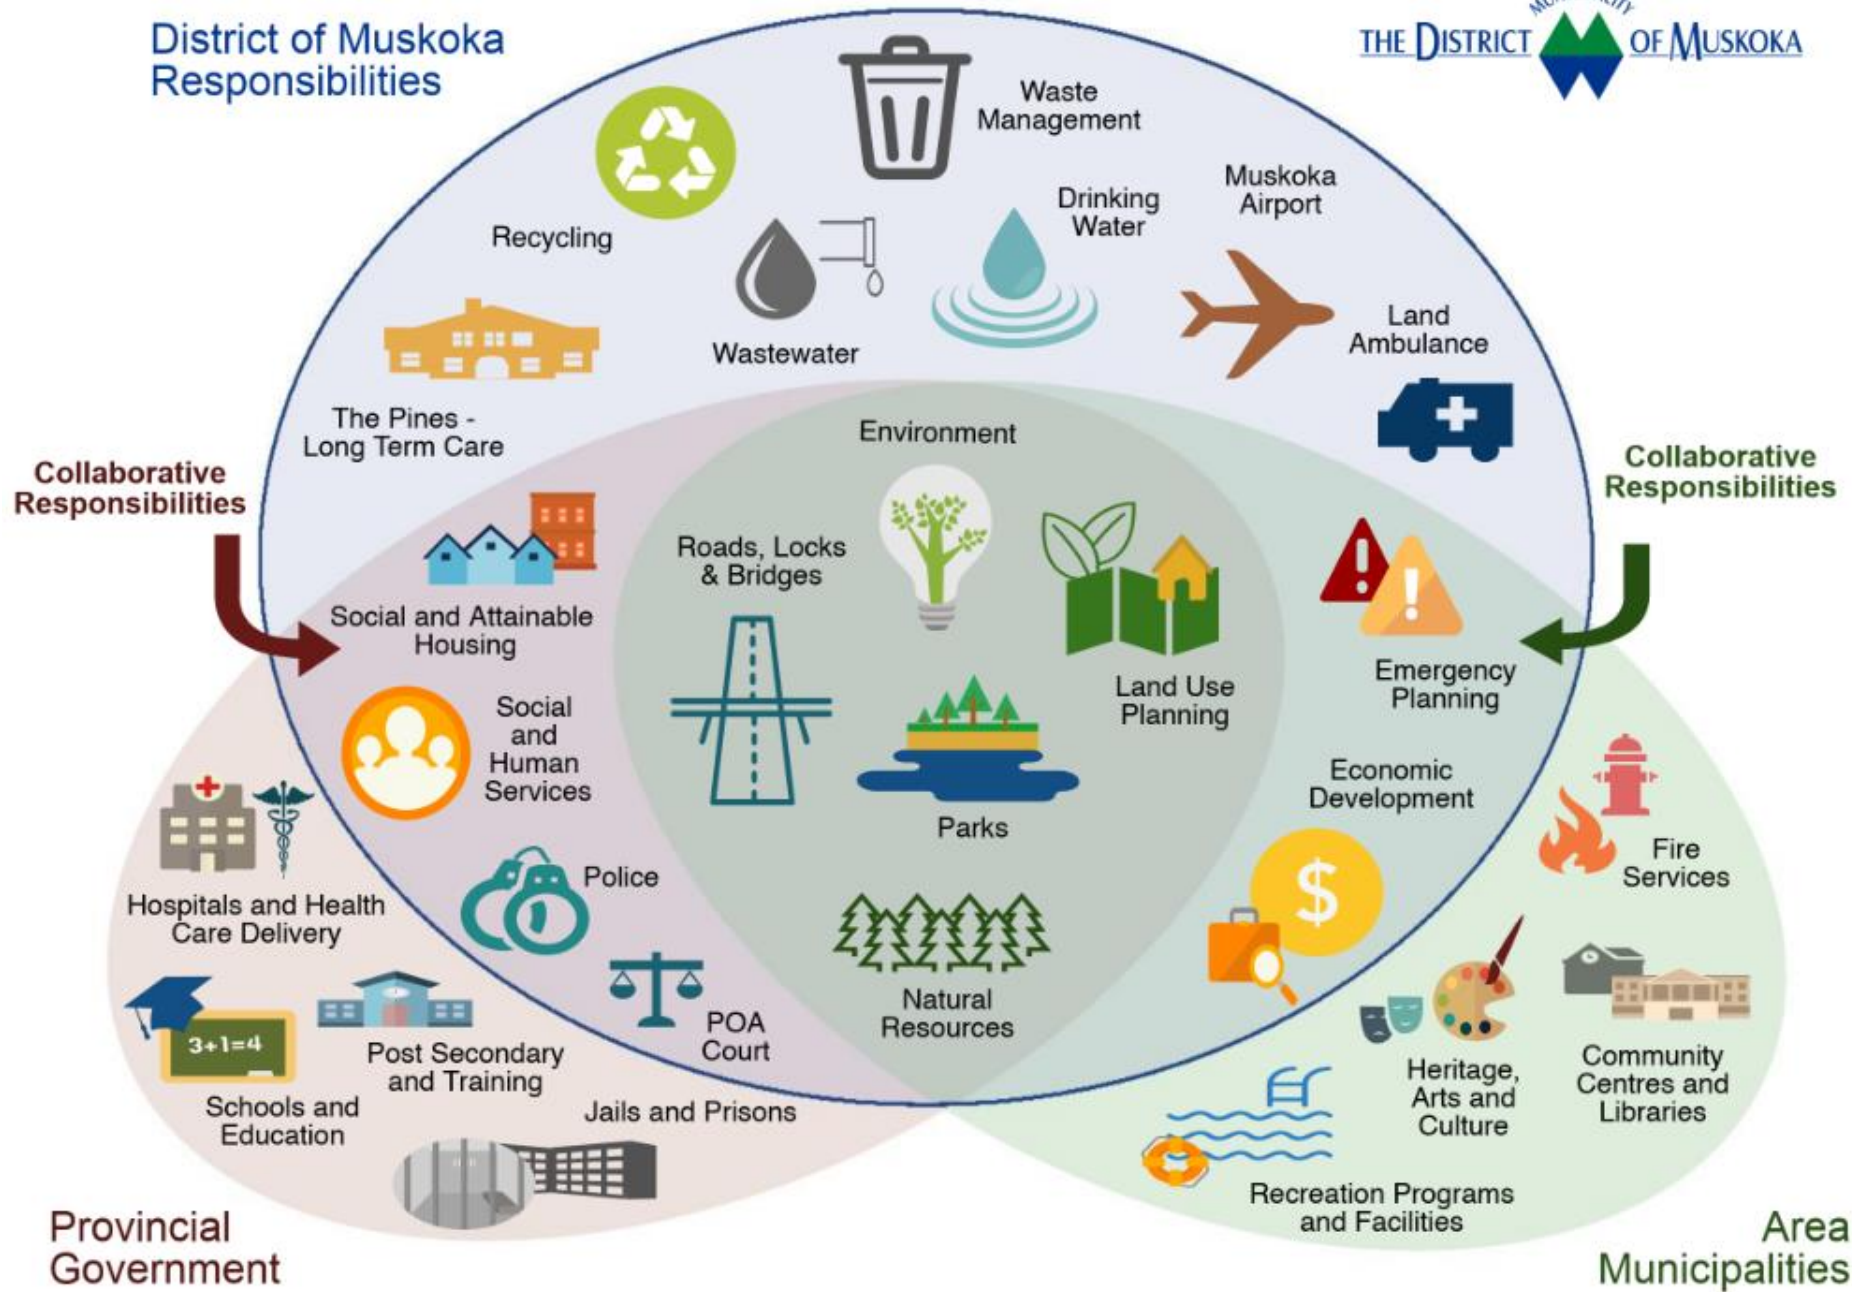 District of Muskoka
Responsibilities
THE DISTRICT OF MUSKOKA
Waste
Management
Muskoka
Airport
Drinking
Water
Recycling
Land
Ambulance
Wastewater
The Pines -
Long Term Care
Environment
Collaborative
Responsibilities
Collaborative
Responsibilities
Roads, Locks
& Bridges
Social and Attainable
Housing
Emergency
Planning
Land Use
Planning
Social
and
Human
Services
Economic
Development
Parks
Fire
Services
$
Police
Hospitals and Health
Care Delivery
Natural
Resources
POA
Court
3+1=4
Post Secondary
and Training
Heritage,
Arts and
Culture
Community
Centres and
Libraries
Schools and
Education
Jails and Prisons
Recreation Programs
and Facilities
Provincial
Government
Area
Municipalities